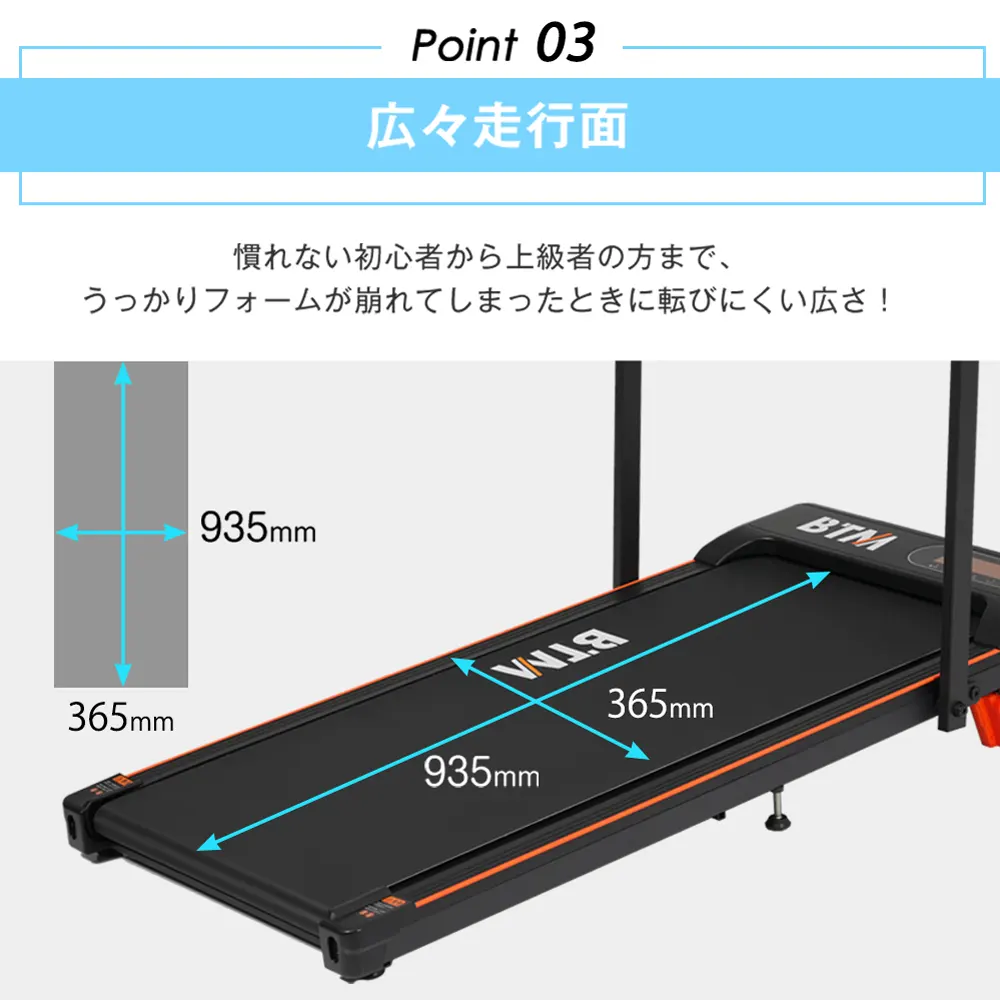 Point 03
広々走行面
慣れない初心者から上級者の方まで、
うっかりフォームが崩れてしまったときに転びにくい広さ！
935mm
365mm
BTM
BTM
365mm
935mm